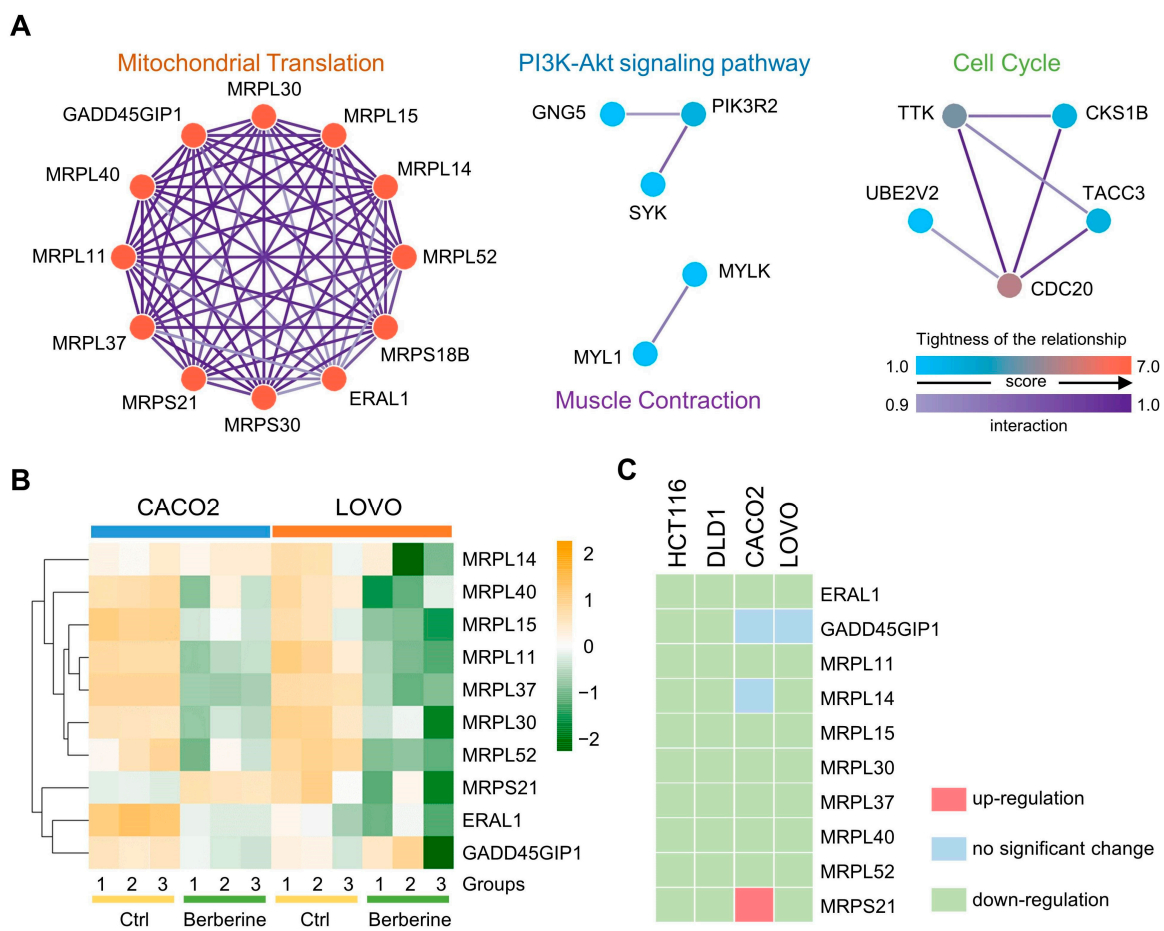 A
Mitochondrial Translation
MRPL30
GADD45GIP1
MRPL15
MRPL40
MRPL14
MRPL11
MRPL52
MRPL37
MRPS18B
MRPS21
ERAL1
MRPS30
PI3K-Akt signaling pathway
GNG5
PIK3R2
SYK
MYLK
MYL1
Muscle Contraction
Cell Cycle
TTK
CKS1B
UBE2V2
TACC3
CDC20
Tightness of the relationship
1.0
7.0
score
0.9
1.0
interaction
B
CACO2
LOVO
MRPL14
MRPL40
MRPL15
MRPL11
MRPL37
MRPL30
MRPL52
MRPS21
ERAL1
GADD45GIP1
1 2 3 1 2 3 1 2 3 1 2 3 Groups
Ctrl Berberine Ctrl Berberine
2
1
0
−1
−2
C
HCT116
DLD1
CACO2
LOVO
ERAL1
GADD45GIP1
MRPL11
MRPL14
MRPL15
MRPL30
MRPL37
MRPL40
MRPL52
MRPS21
up-regulation
no significant change
down-regulation